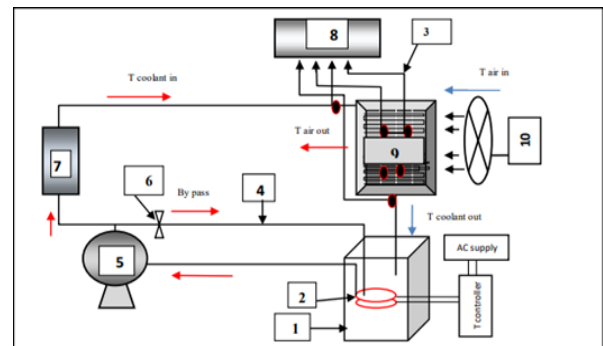 8
3
T coolant in
T air in
T air out
9
10
7
6
By pass
4
T coolant out
5
2
1
AC supply
T controller